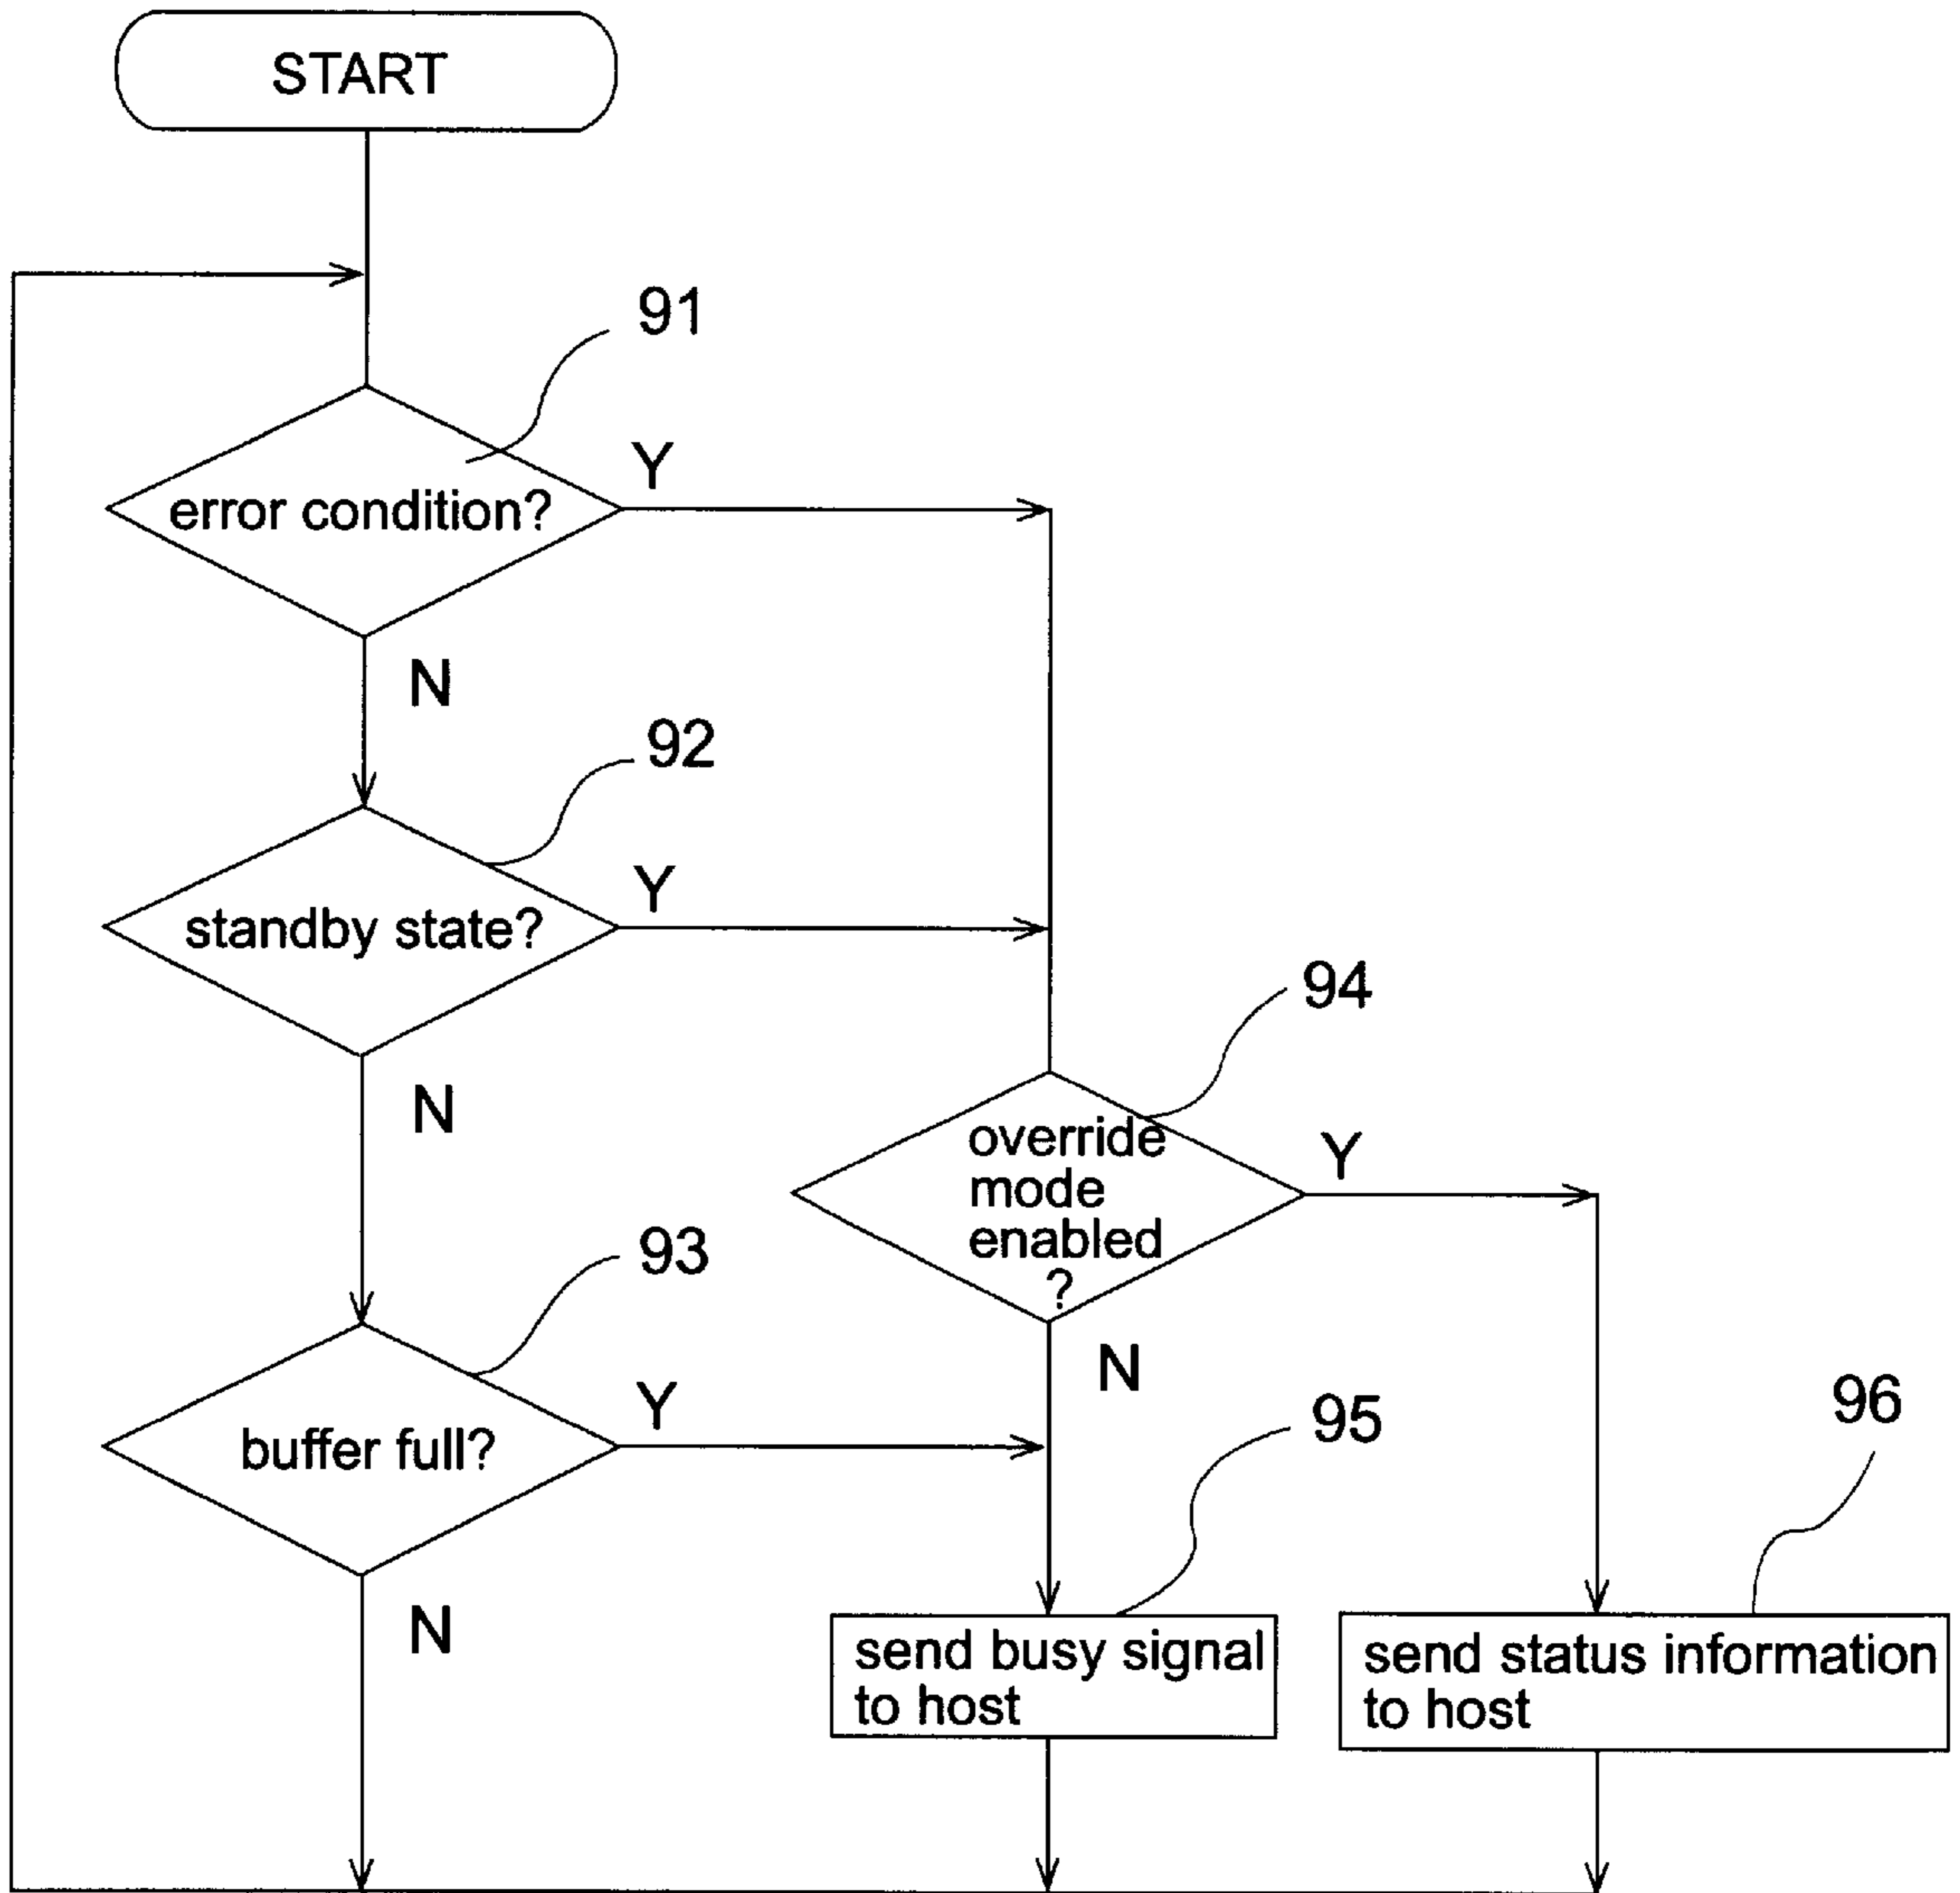 START
91
Y
error condition?
N
92
Y
standby state?
N
94
override
mode
enabled
?
Y
93
N
95
96
Y
buffer full?
N
send busy signal
to host
send status information
to host